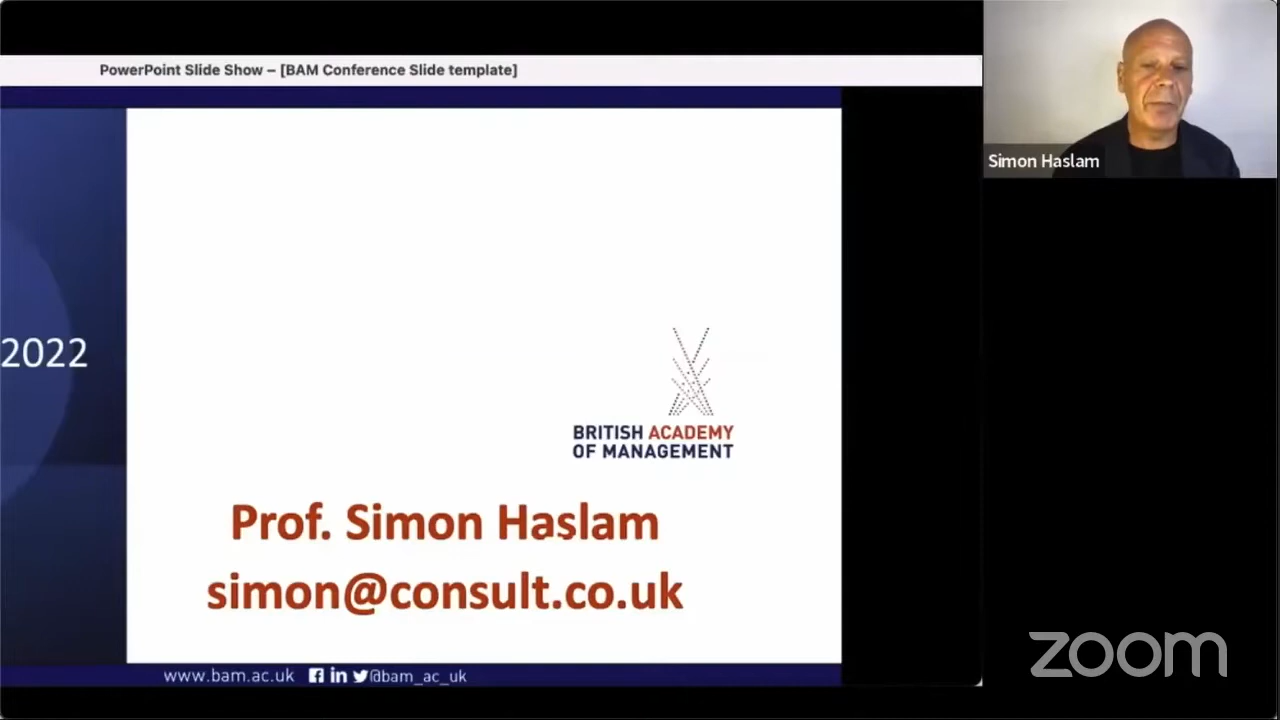 PowerPoint Slide Show – [BAM Conference Slide template]
Simon Haslam
2022
BRITISH ACADEMY
OF MANAGEMENT
Prof. Simon Haslam
simon@consult.co.uk
www.bam.ac.uk @bam_ac_uk
zoom